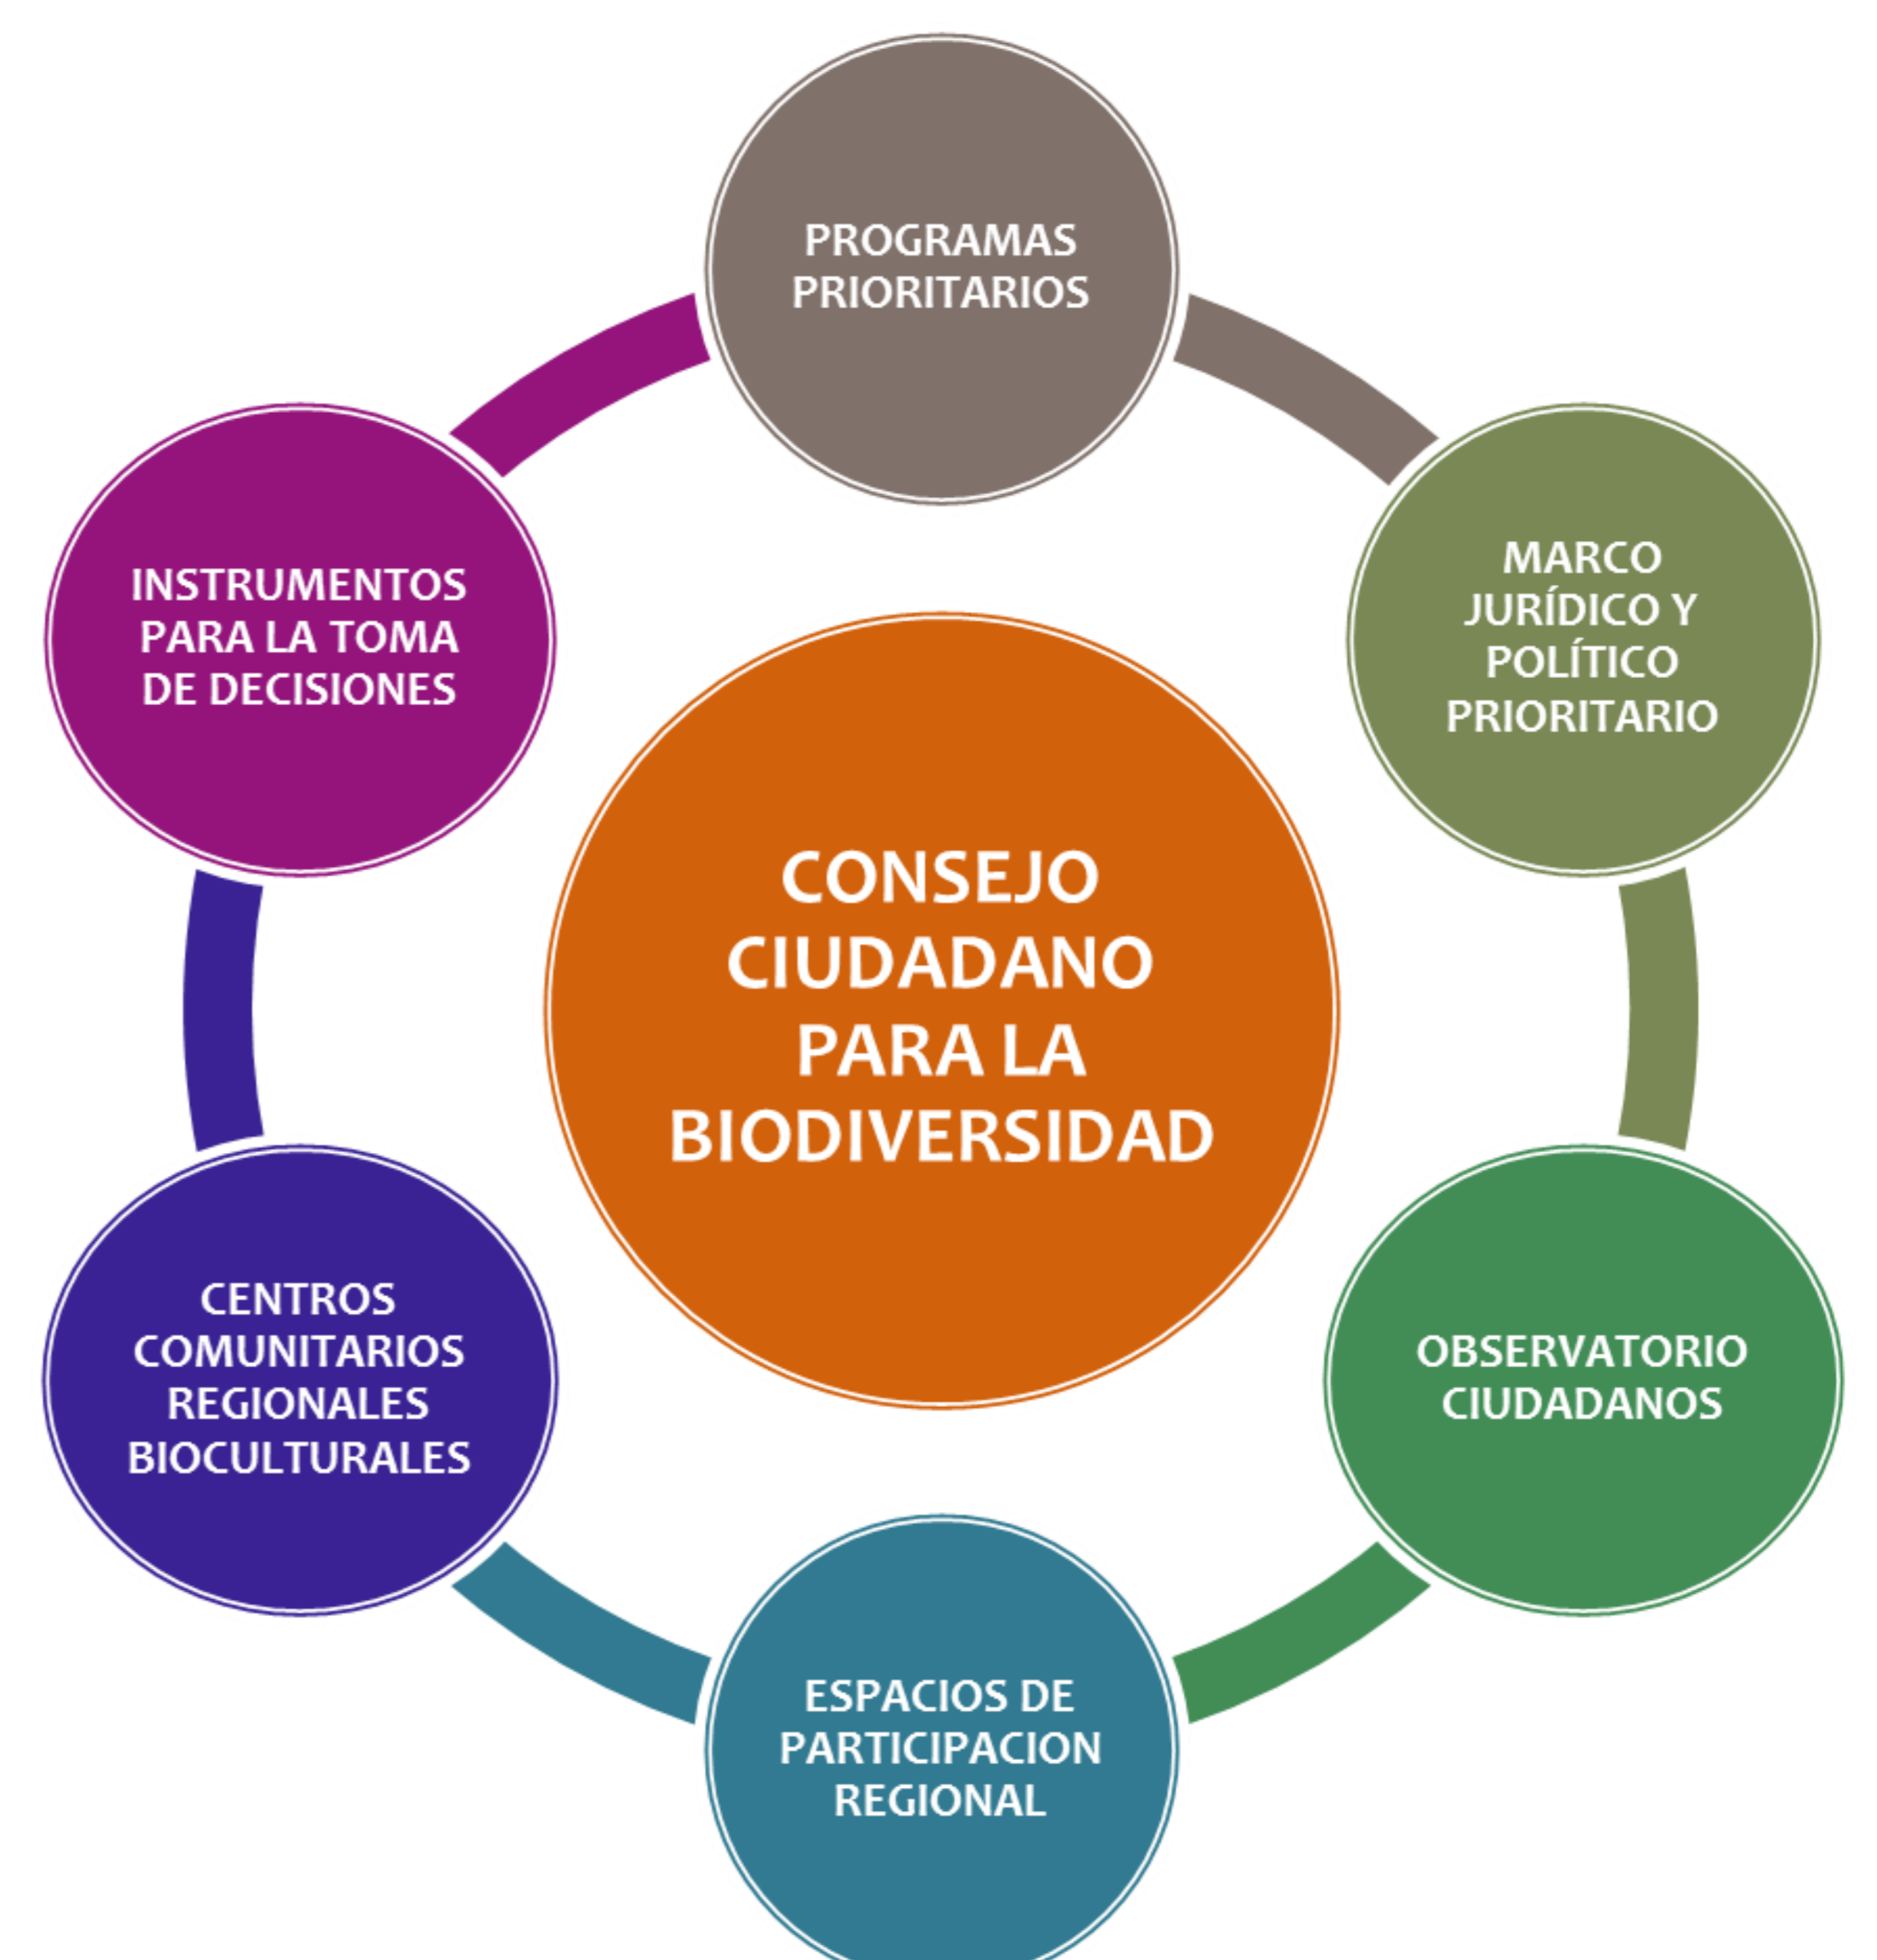 PROGRAMAS
PRIORITARIOS
MARCO
JURÍDICO Y
POLÍTICO
PRIORITARIO
OBSERVATORIO
CIUDADANOS
ESPACIOS DE
PARTICIPACION
REGIONAL
CENTROS
COMUNITARIOS
REGIONALES
BIOCULTURALES
INSTRUMENTOS
PARA LA TOMA
DE DECISIONES
CONSEJO
CIUDADANO
PARA LA
BIODIVERSIDAD